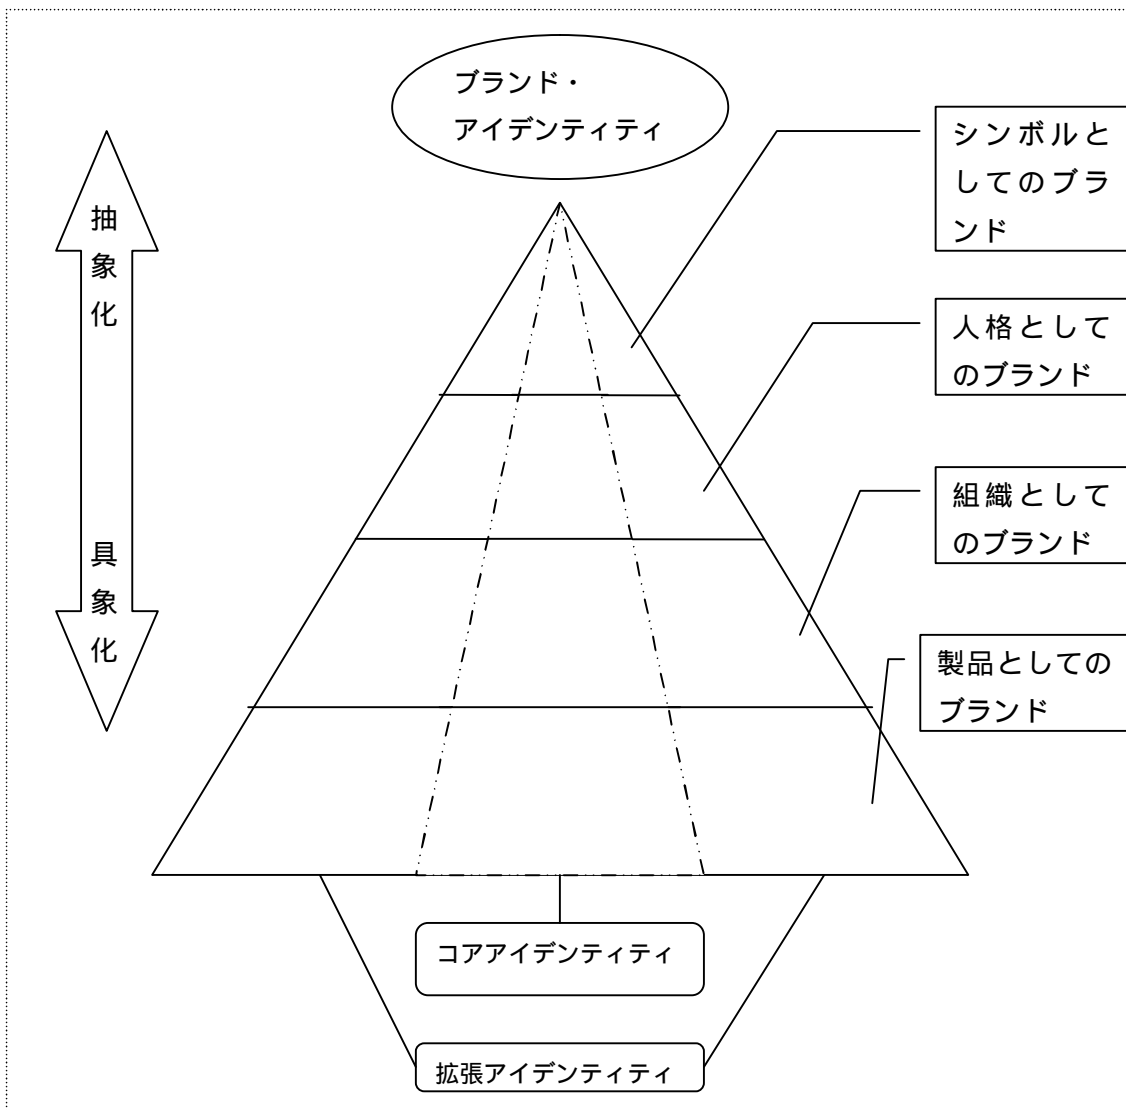 ブランド・
アイデンティティ
シンボルと
してのブラ
ンド
抽
象
化
人格として
のブランド
組織として
のブランド
具
象
化
製品としての
ブランド
コアアイデンティティ
拡張アイデンティティ